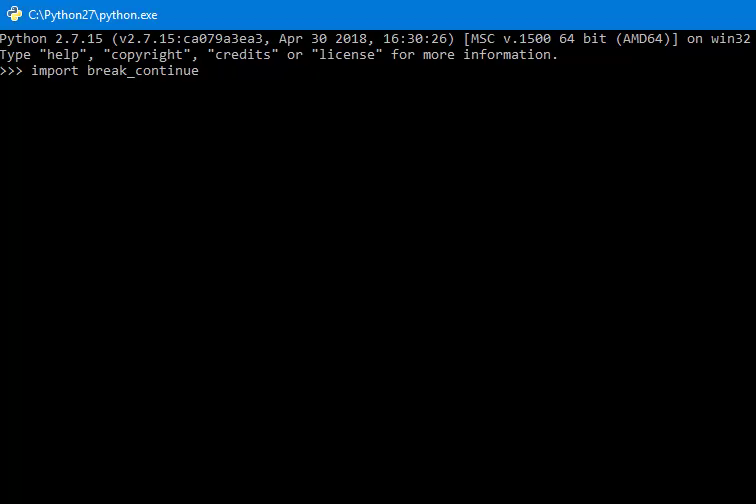 C:\Python27\python.exe
Python 2.7.15 (v2.7.15:ca079a3ea3, Apr 30 2018, 16:30:26) [MSC v.1500 64 bit (AMD64)] on win32
Type "help", "copyright", "credits" or "license" for more information.
>>> import break_continue